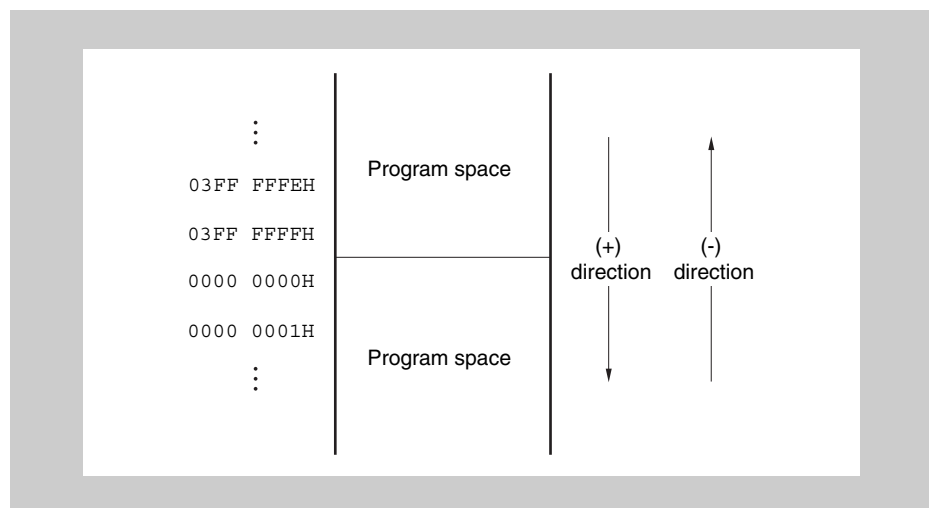 ⋮
03FF FFFEH
03FF FFFFH
0000 0000H
0000 0001H
⋮
Program space
Program space
(+)
direction
(-)
direction